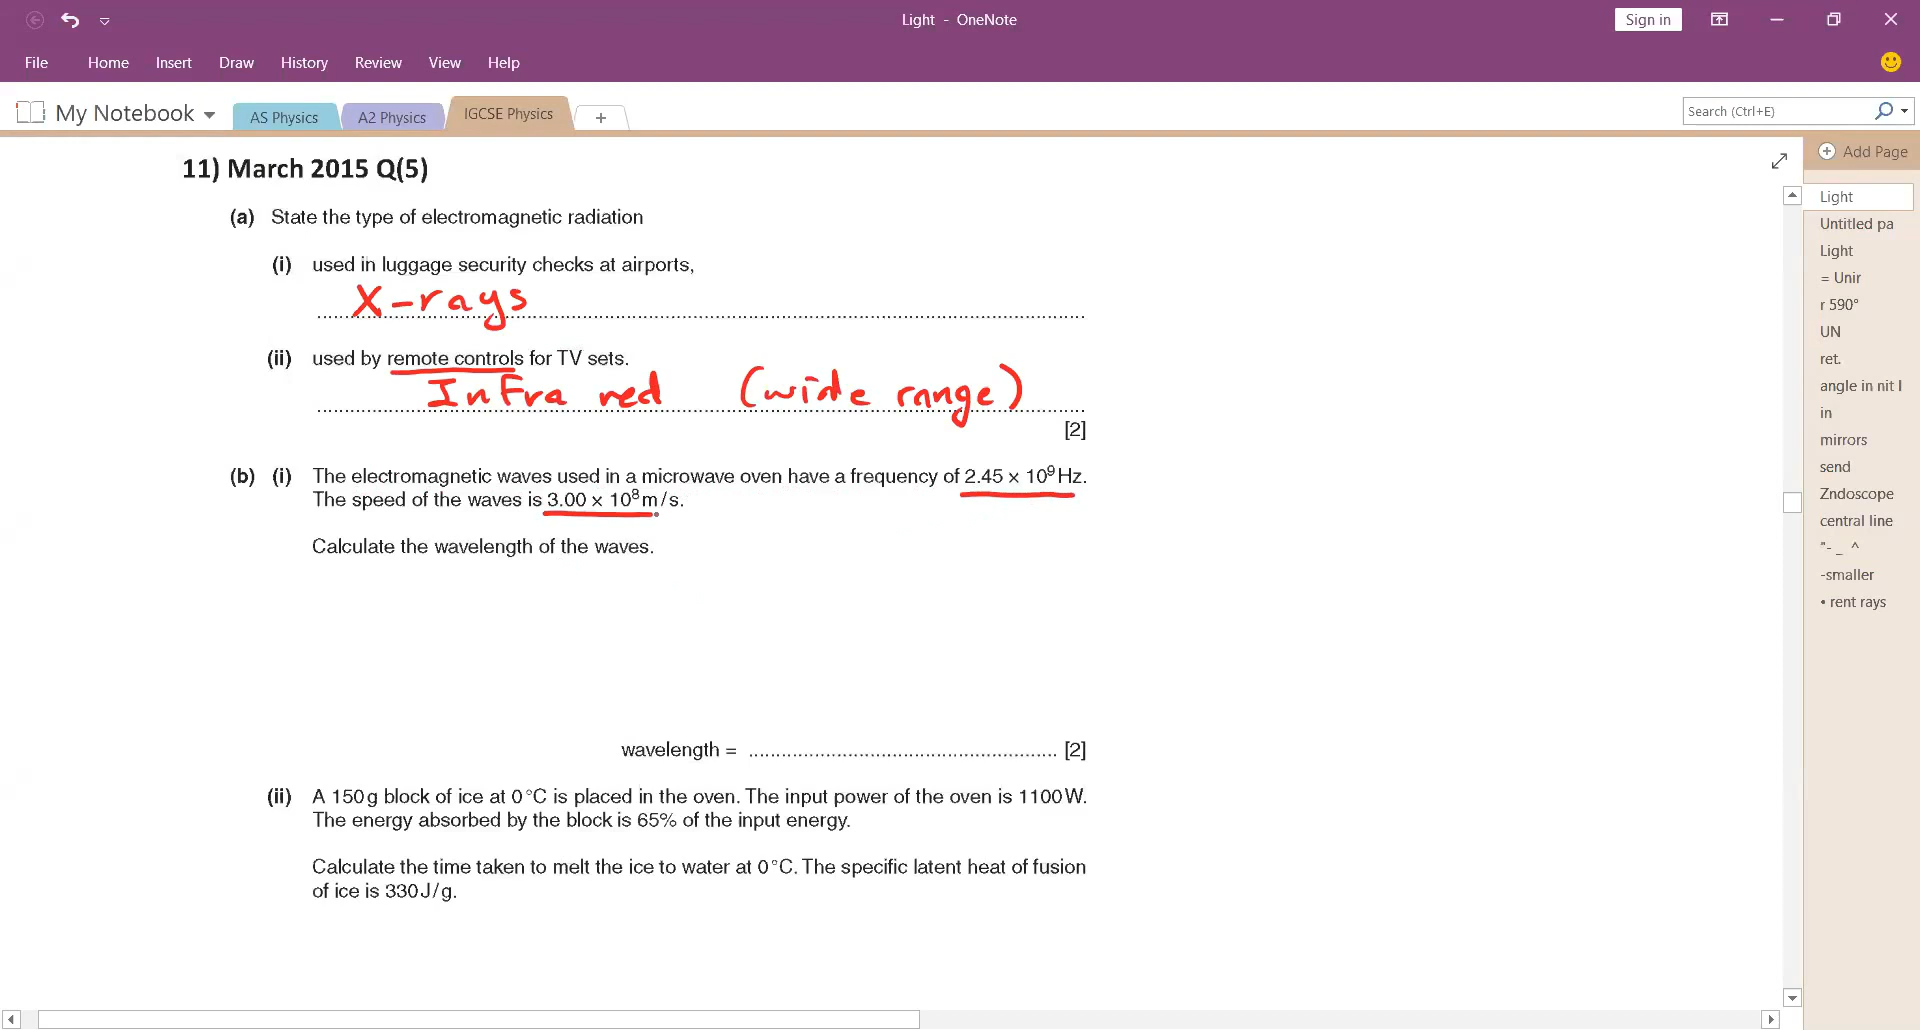 Light - OneNote
Sign in
File Home Insert Draw History Review View Help
My Notebook
AS Physics
A2 Physics
IGCSE Physics
+
Search (Ctrl+E)
Add Page
Light
Untitled pa
Light
= Unir
r 590°
UN
ret.
angle in nit l
in
mirrors
send
Zndoscope
central line
"- _ ^
-smaller
• rent rays
11) March 2015 Q(5)
(a) State the type of electromagnetic radiation
(i) used in luggage security checks at airports,
X-rays
(ii) used by remote controls for TV sets.
InFra red (wide range)
[2]
(b) (i) The electromagnetic waves used in a microwave oven have a frequency of 2.45 × 10⁹ Hz.
The speed of the waves is 3.00 × 10⁸ m/s.
Calculate the wavelength of the waves.
wavelength = ........................................................ [2]
(ii) A 150 g block of ice at 0 °C is placed in the oven. The input power of the oven is 1100 W.
The energy absorbed by the block is 65% of the input energy.
Calculate the time taken to melt the ice to water at 0 °C. The specific latent heat of fusion
of ice is 330 J/g.